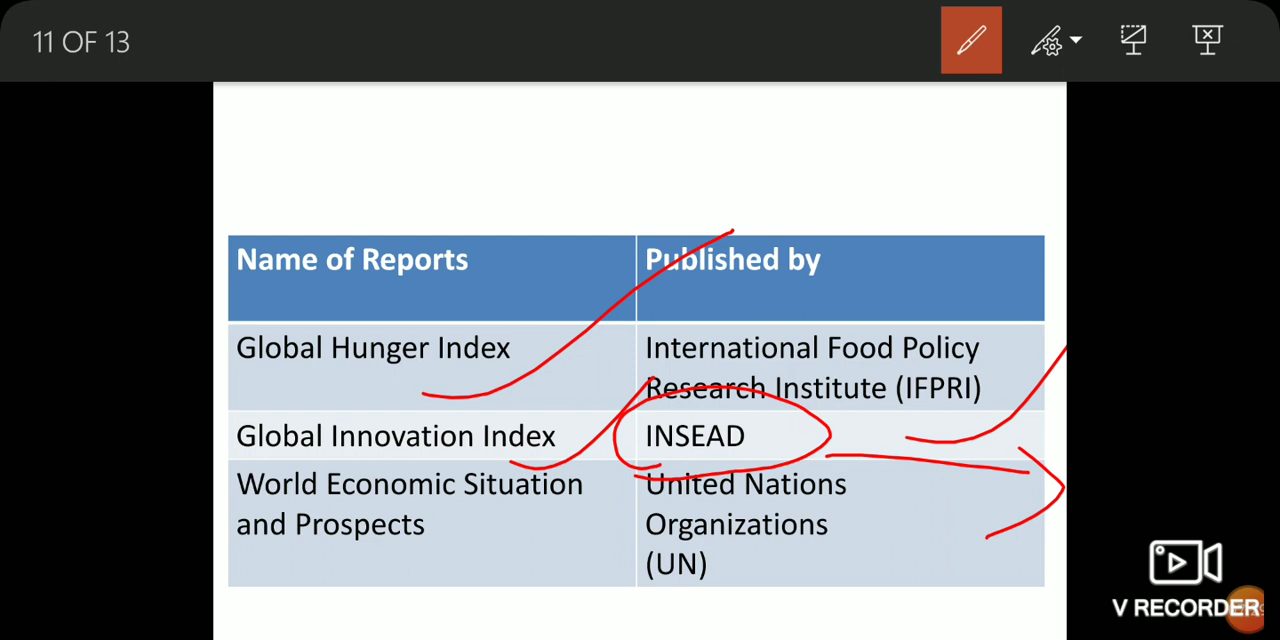 11 OF 13
Name of Reports
Published by
Global Hunger Index
International Food Policy
Research Institute (IFPRI)
Global Innovation Index
INSEAD
World Economic Situation
and Prospects
United Nations
Organizations
(UN)
V RECORDER